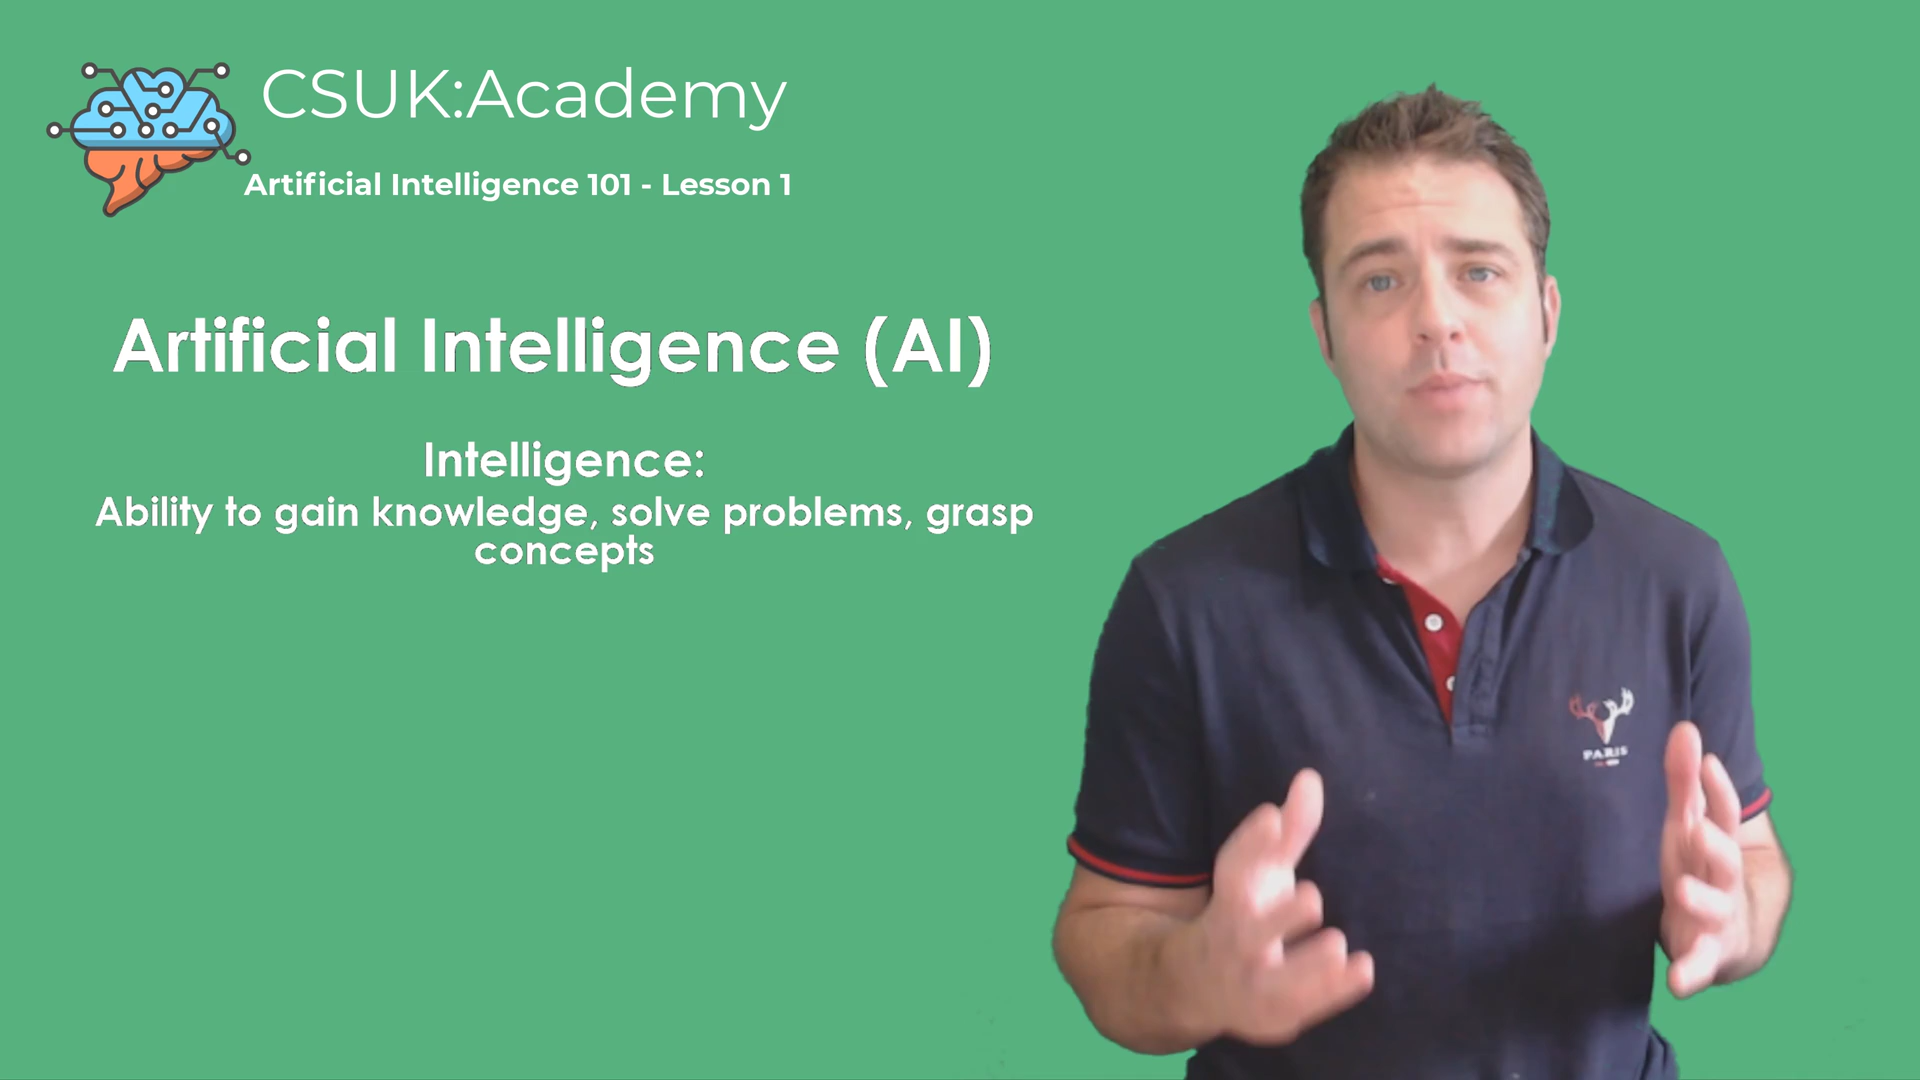 CSUK:Academy
Artificial Intelligence 101 - Lesson 1
Artificial Intelligence (AI)
Intelligence:
Ability to gain knowledge, solve problems, grasp
concepts
PARIS